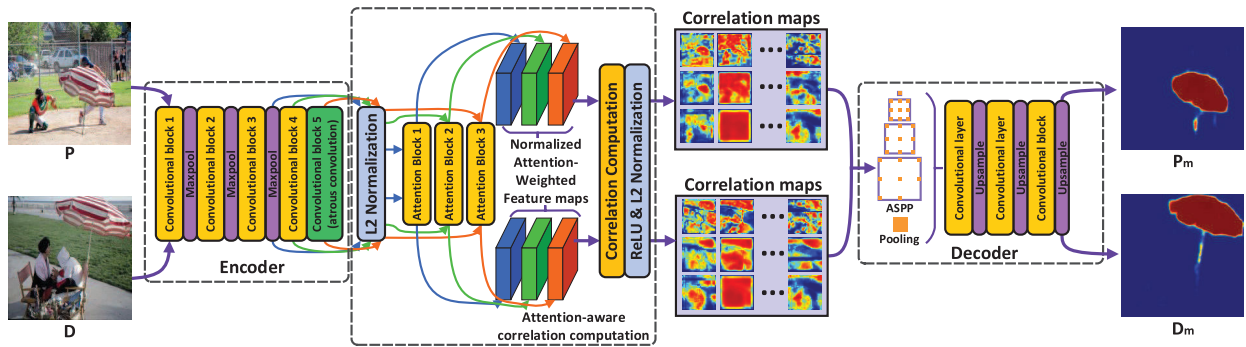 P
D
Convolutional block 1
Maxpool
Convolutional block 2
Maxpool
Convolutional block 3
Maxpool
Convolutional block 4
Convolutional block 5
(atrous convolution)
Encoder
L2 Normalization
Attention Block 1
Attention Block 2
Attention Block 3
Normalized
Attention-
Weighted
Feature maps
Correlation Computation
ReLU & L2 Normalization
Attention-aware
correlation computation
Correlation maps
Correlation maps
ASPP
Pooling
Convolutional layer
Upsample
Convolutional layer
Upsample
Convolutional block
Upsample
Decoder
Pm
Dm